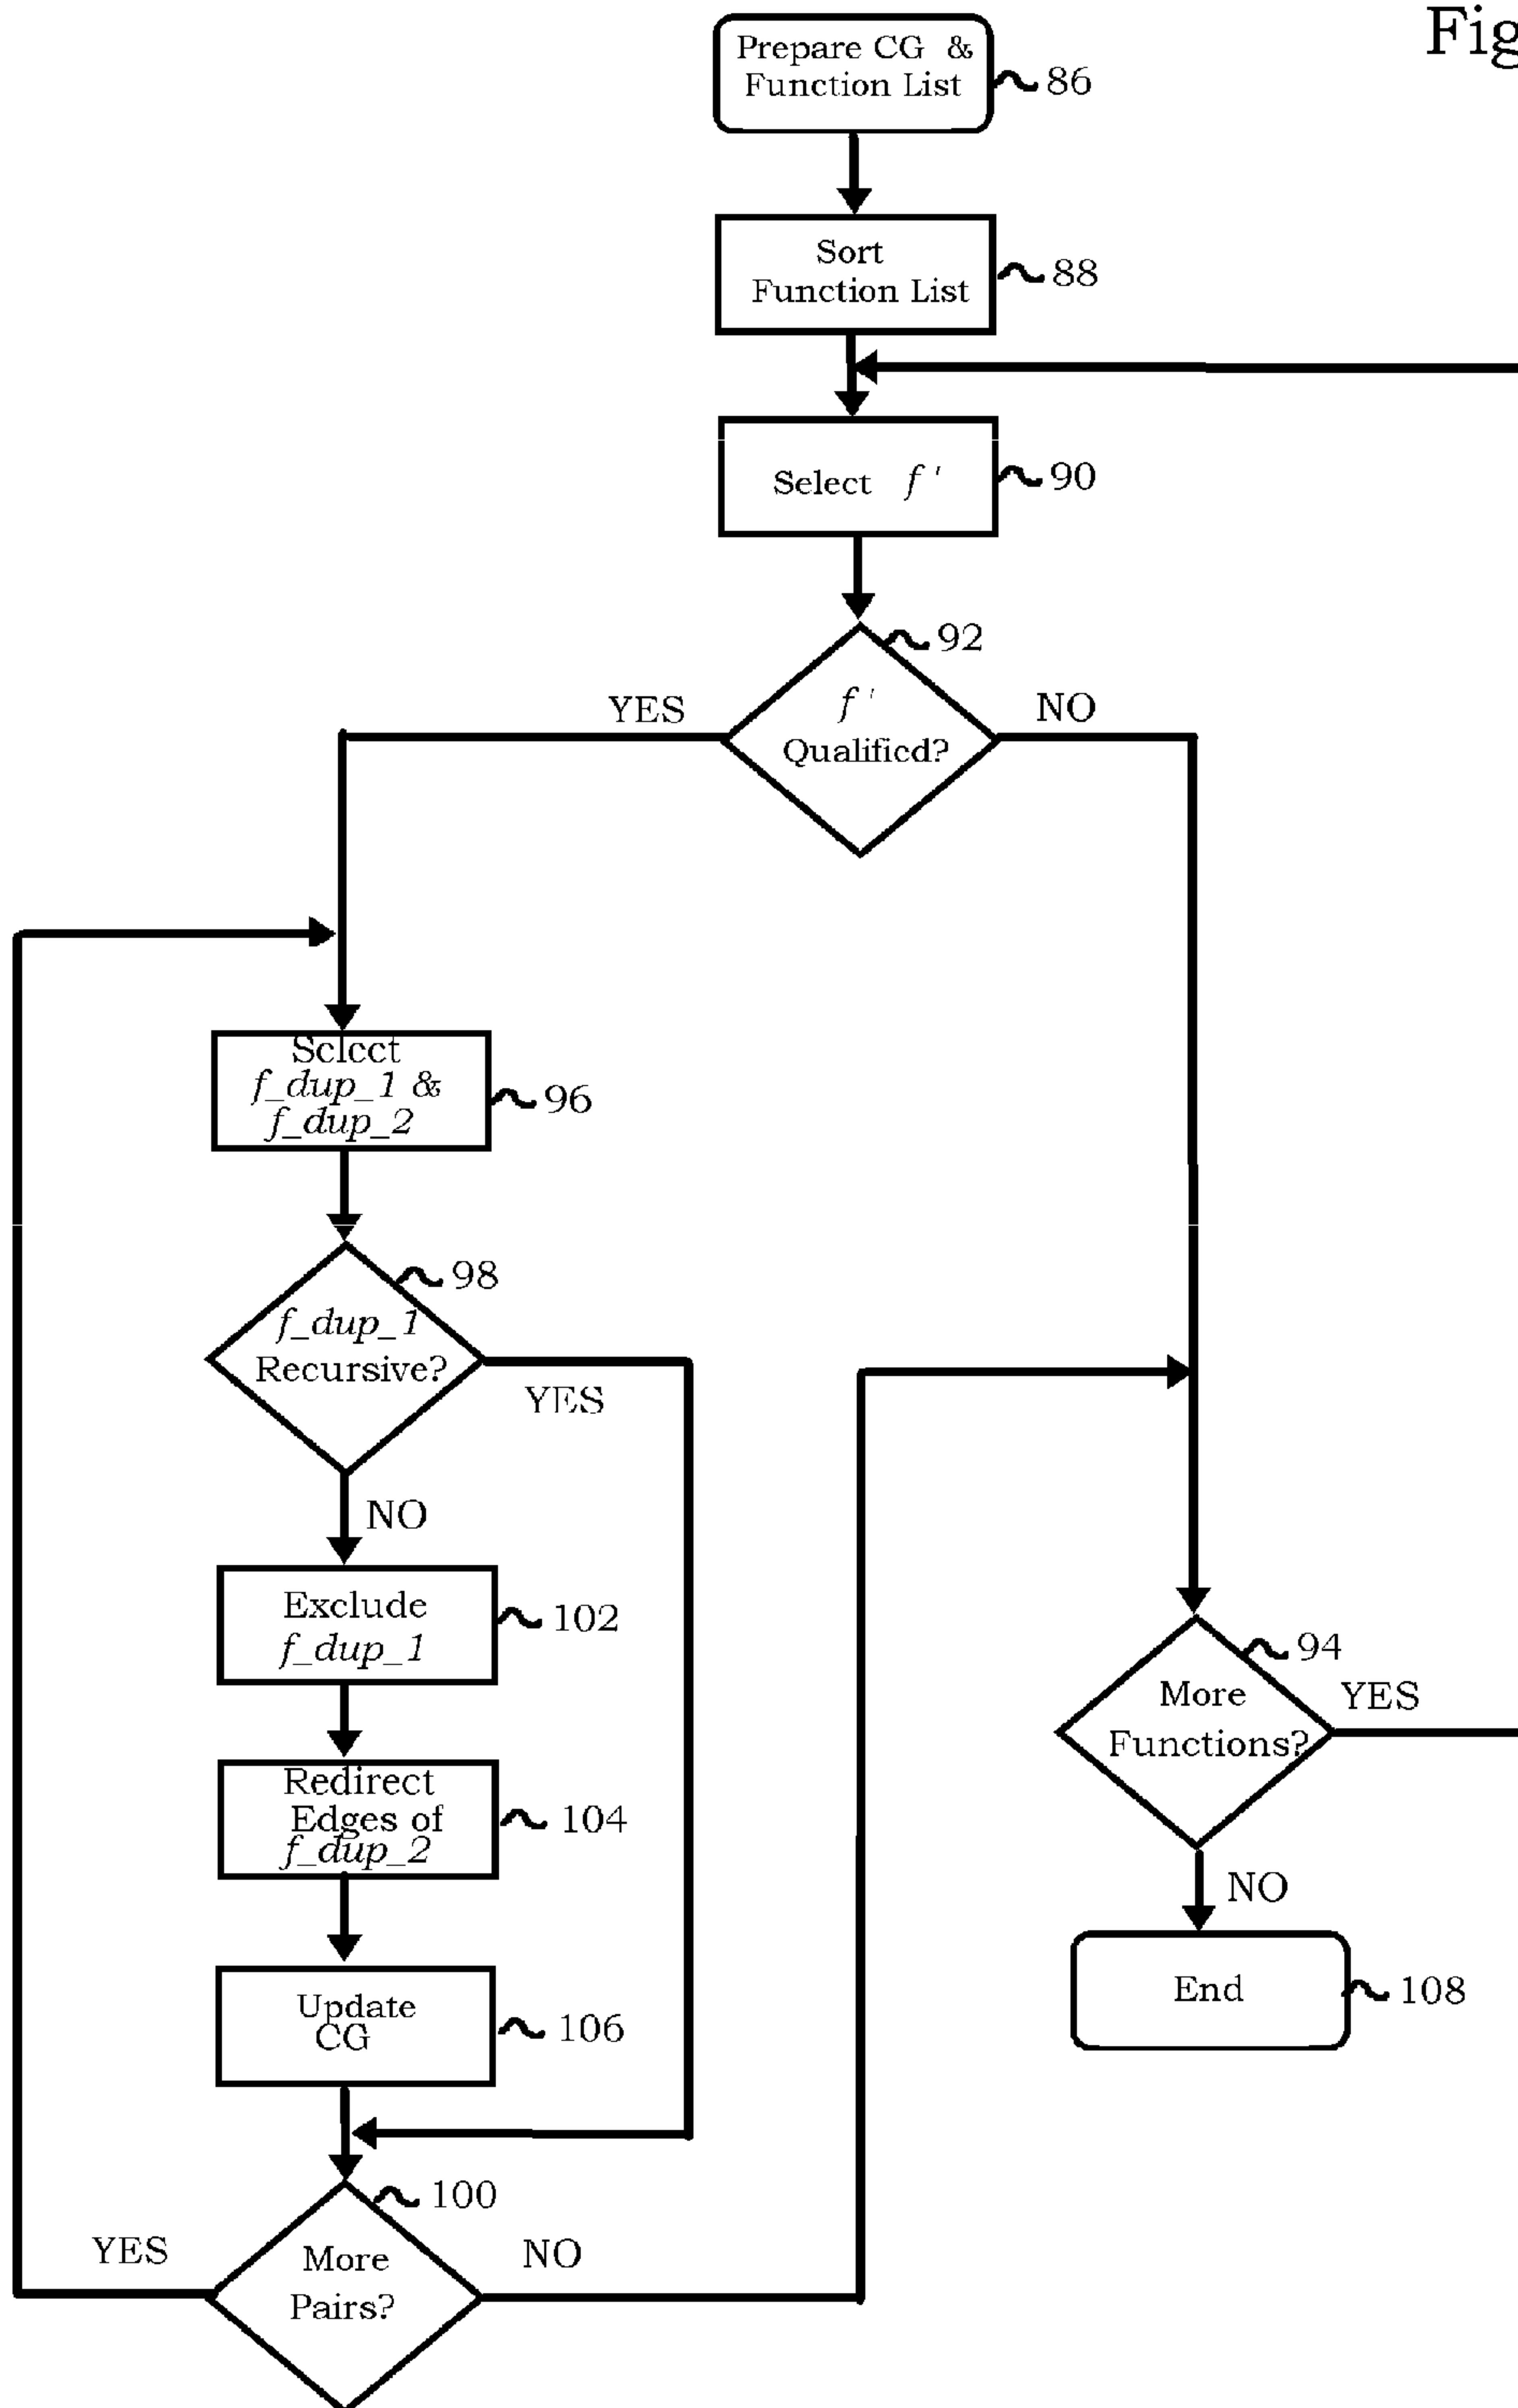 Fig
Prepare CG &
Function List
86
Sort
Function List
88
Select f'
90
92
f'
Qualified?
YES
NO
Select
f_dup_1 &
f_dup_2
96
98
f_dup_1
Recursive?
YES
NO
Exclude
f_dup_1
102
94
More
Functions?
YES
Redirect
Edges of
f_dup_2
104
NO
End
108
Update
CG
106
100
YES
More
Pairs?
NO